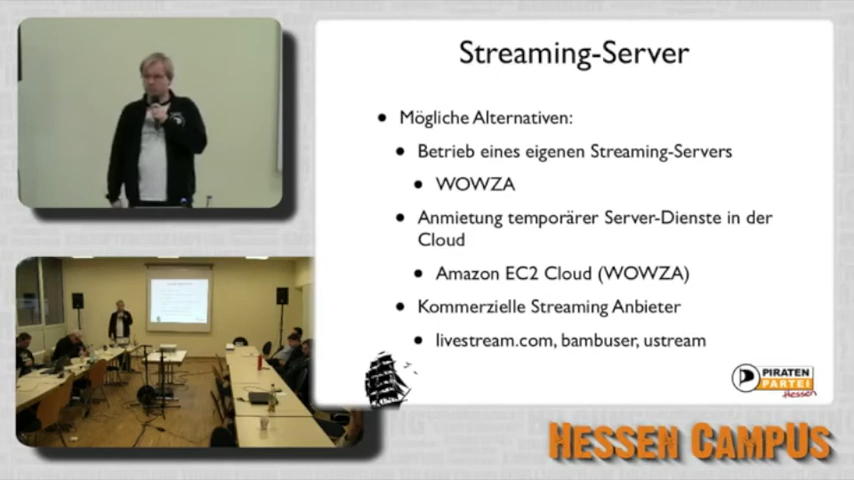 Streaming-Server
• Mögliche Alternativen:
• Betrieb eines eigenen Streaming-Servers
• WOWZA
• Anmietung temporärer Server-Dienste in der
Cloud
• Amazon EC2 Cloud (WOWZA)
• Kommerzielle Streaming Anbieter
• livestream.com, bambuser, ustream
PIRATEN
PARTEI
Hessen
HESSEN CAMPUS